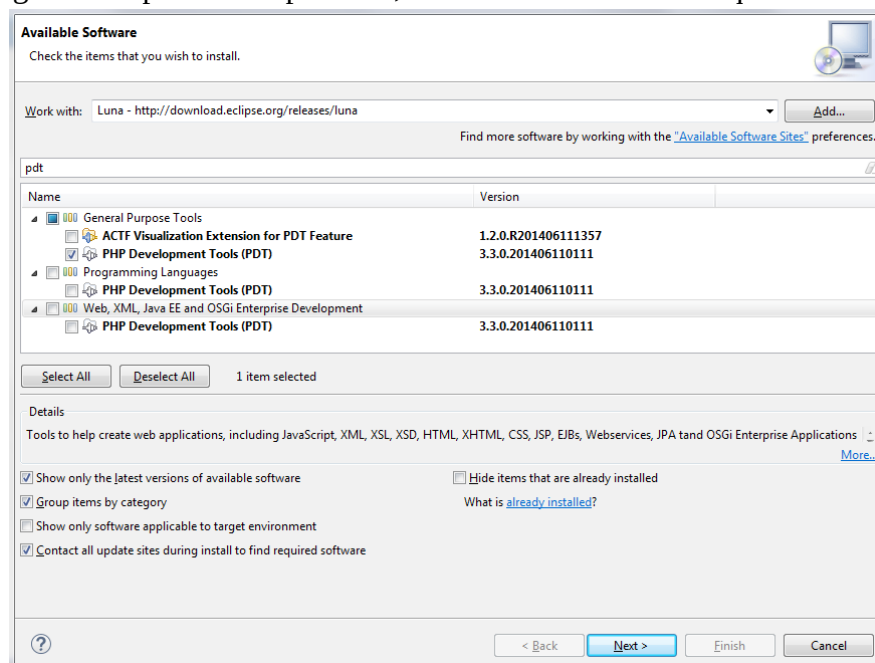 Available Software
Check the items that you wish to install.
Work with: Luna - http://download.eclipse.org/releases/luna Add...
Find more software by working with the "Available Software Sites" preferences.
pdt
Name Version
General Purpose Tools
ACTF Visualization Extension for PDT Feature 1.2.0.R201406111357
PHP Development Tools (PDT) 3.3.0.201406110111
Programming Languages
PHP Development Tools (PDT) 3.3.0.201406110111
Web, XML, Java EE and OSGi Enterprise Development
PHP Development Tools (PDT) 3.3.0.201406110111
Select All Deselect All 1 item selected
Details
Tools to help create web applications, including JavaScript, XML, XSL, XSD, HTML, XHTML, CSS, JSP, EJBs, Webservices, JPA tand OSGi Enterprise Applications
More..
Show only the latest versions of available software Hide items that are already installed
Group items by category What is already installed?
Show only software applicable to target environment
Contact all update sites during install to find required software
? < Back Next > Finish Cancel